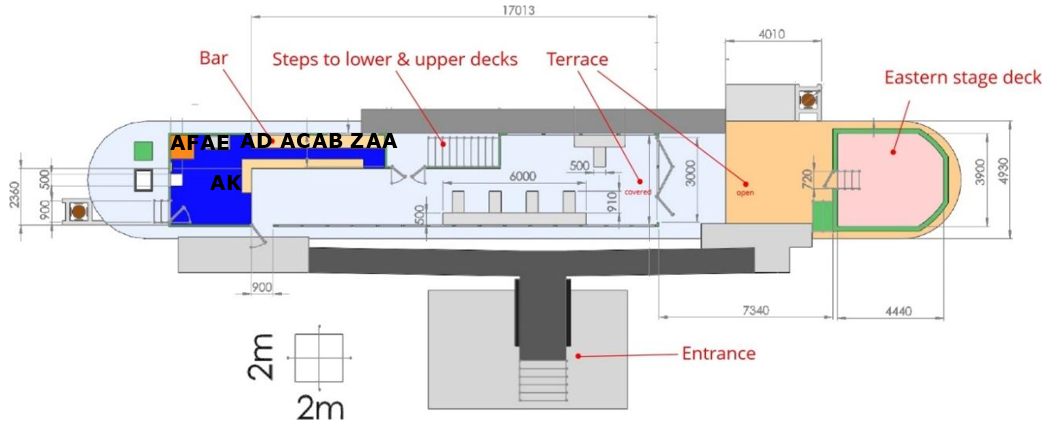 17013
4010
Bar
Steps to lower & upper decks
Terrace
Eastern stage deck
AFAE AD ACAB ZAA
AK
500
6000
covered
3000
open
720
3900
4930
2360
500
900
500
910
900
7340
4440
Entrance
2m
2m